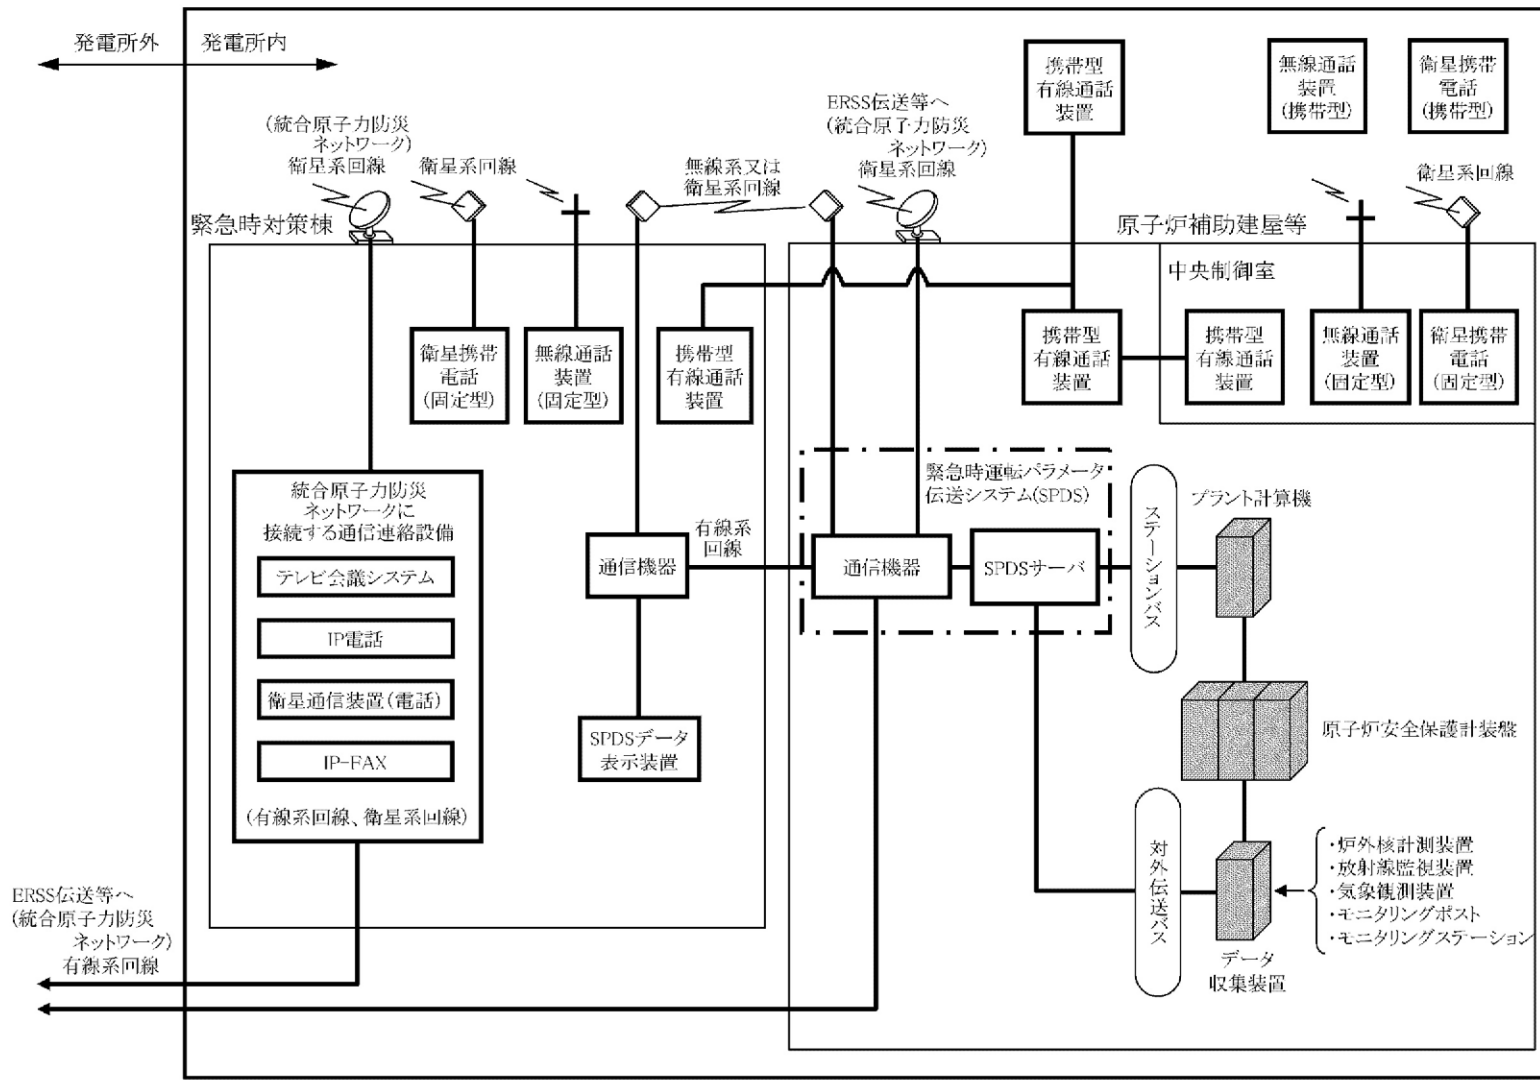 発電所外
発電所内
(統合原子力防災
ネットワーク)
衛星系回線
衛星系回線
無線系又は
衛星系回線
ERSS伝送等へ
(統合原子力防災
ネットワーク)
衛星系回線
携帯型
有線通話
装置
無線通話
装置
(携帯型)
衛星携帯
電話
(携帯型)
衛星系回線
緊急時対策棟
原子炉補助建屋等
中央制御室
衛星携帯
電話
(固定型)
無線通話
装置
(固定型)
携帯型
有線通話
装置
携帯型
有線通話
装置
携帯型
有線通話
装置
無線通話
装置
(固定型)
衛星携帯
電話
(固定型)
統合原子力防災
ネットワークに
接続する通信連絡設備
テレビ会議システム
IP電話
衛星通信装置(電話)
IP-FAX
(有線系回線、衛星系回線)
通信機器
有線系
回線
SPDSデータ
表示装置
緊急時運転パラメータ
伝送システム(SPDS)
通信機器
SPDSサーバ
ステーションバス
プラント計算機
原子炉安全保護計装盤
対外伝送バス
データ
収集装置
・炉外核計測装置
・放射線監視装置
・気象観測装置
・モニタリングポスト
・モニタリングステーション
ERSS伝送等へ
(統合原子力防災
ネットワーク)
有線系回線